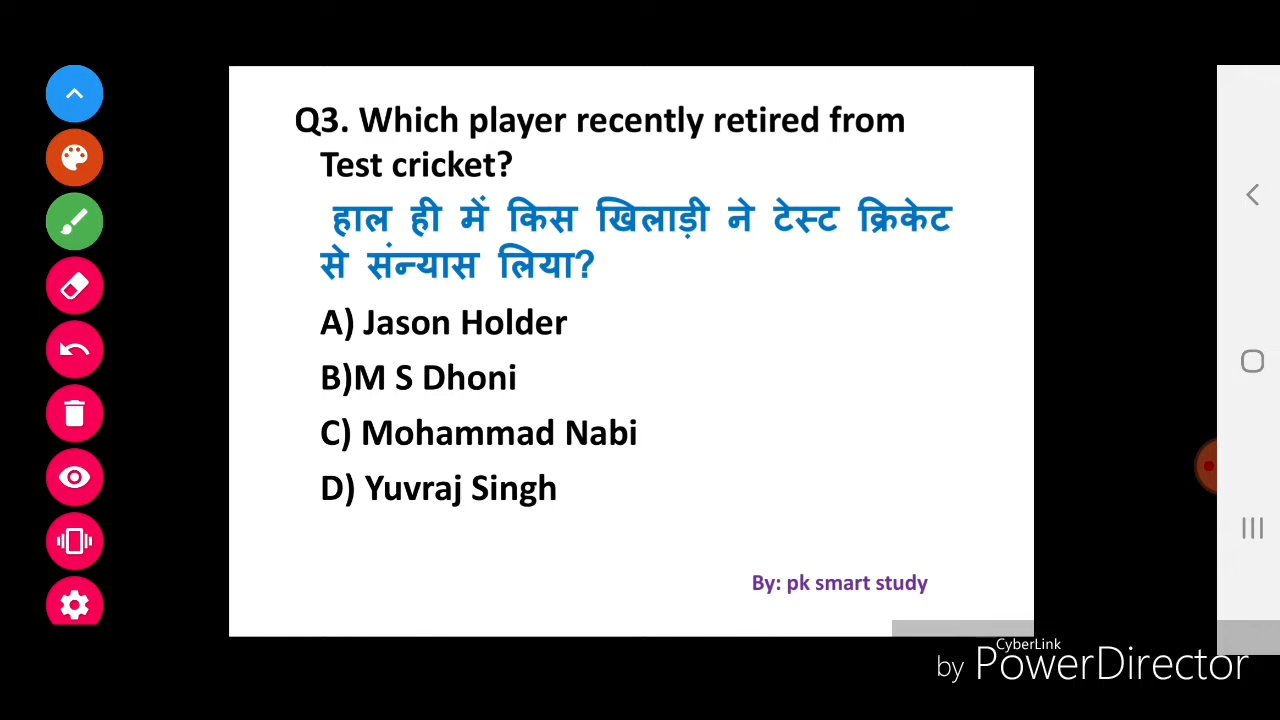 Q3. Which player recently retired from
Test cricket?
हाल ही में किस खिलाड़ी ने टेस्ट क्रिकेट
से संन्यास लिया?
A) Jason Holder
B)M S Dhoni
C) Mohammad Nabi
D) Yuvraj Singh
By: pk smart study
CyberLink
by PowerDirector